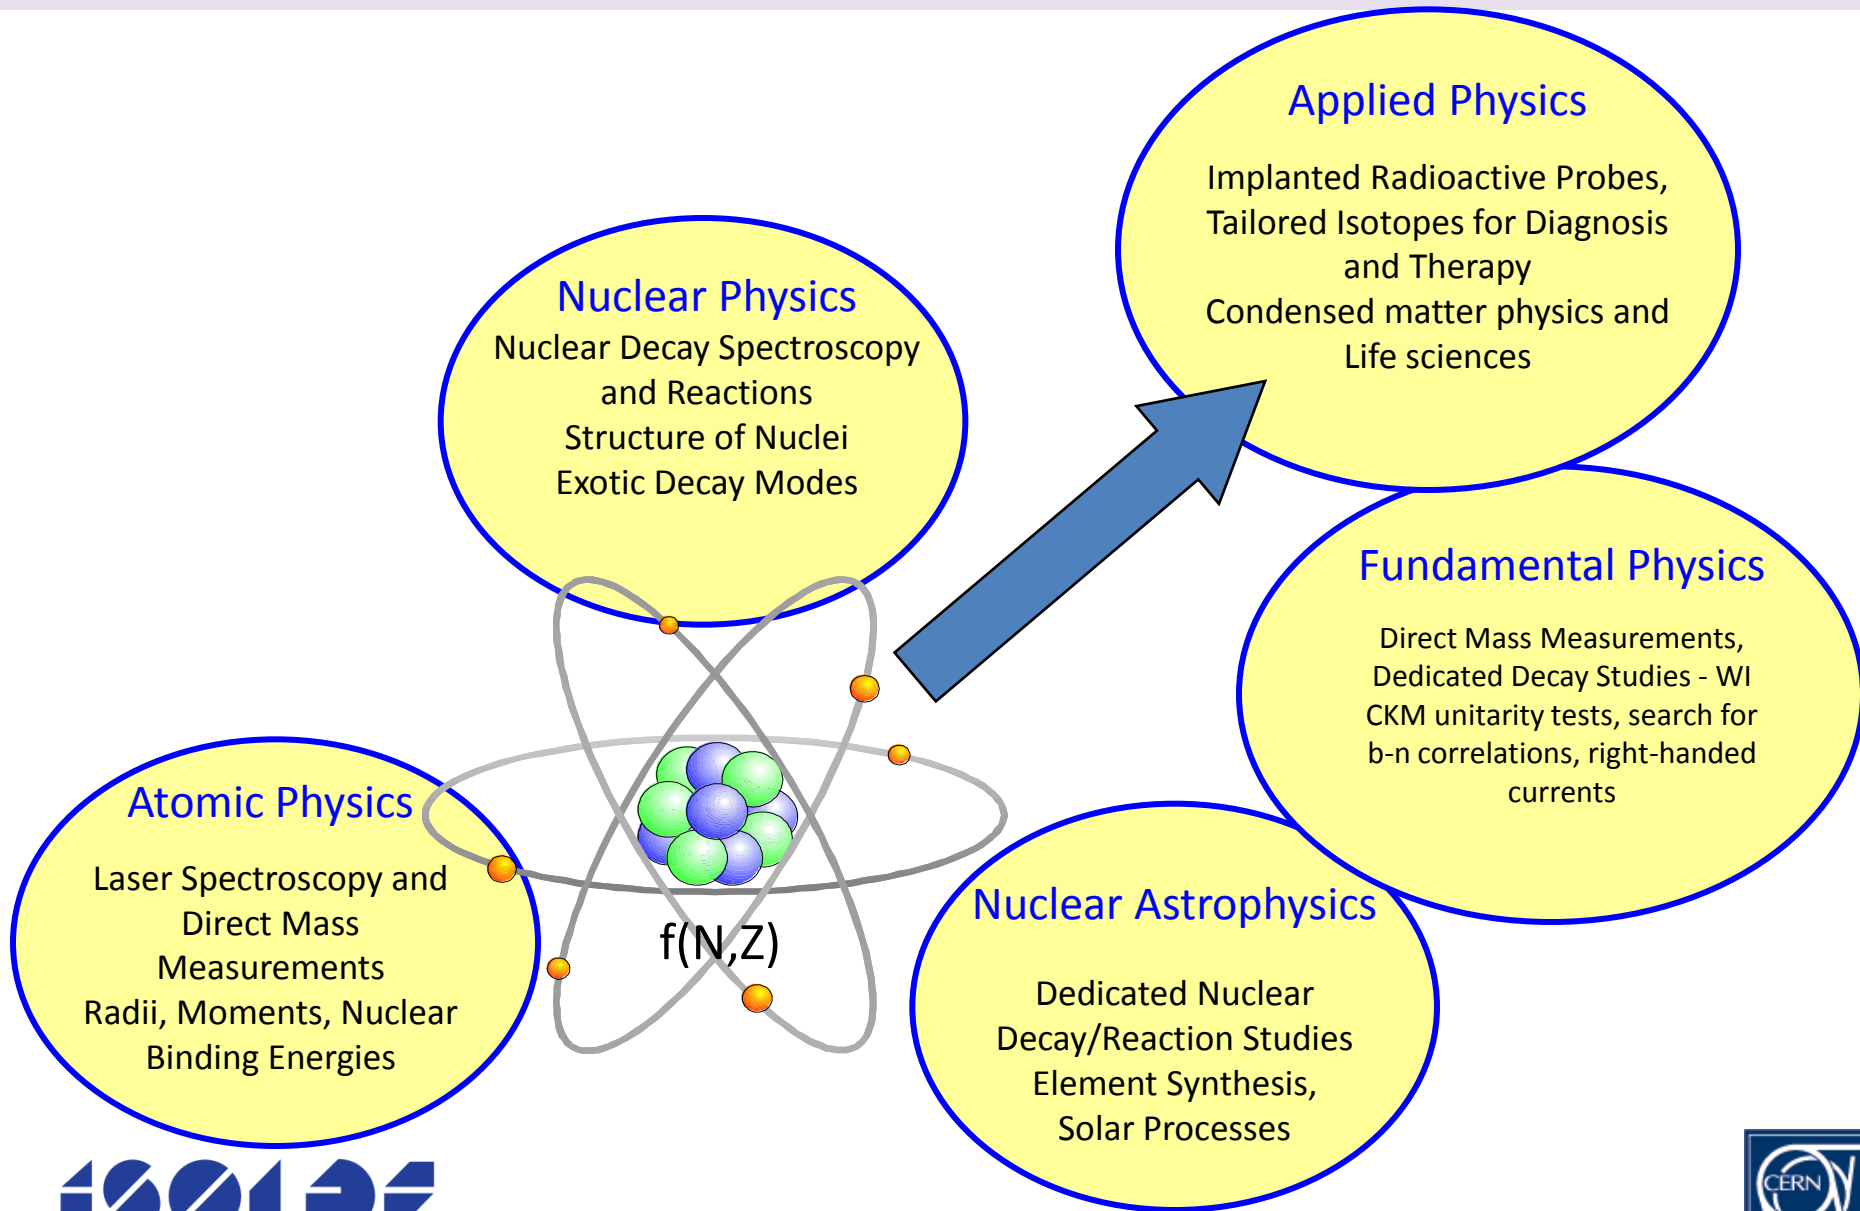 Applied Physics
Implanted Radioactive Probes,
Tailored Isotopes for Diagnosis
and Therapy
Condensed matter physics and
Life sciences
Nuclear Physics
Nuclear Decay Spectroscopy
and Reactions
Structure of Nuclei
Exotic Decay Modes
Fundamental Physics
Direct Mass Measurements,
Dedicated Decay Studies - WI
CKM unitarity tests, search for
b-n correlations, right-handed
currents
Atomic Physics
Laser Spectroscopy and
Direct Mass
Measurements
Radii, Moments, Nuclear
Binding Energies
f(N,Z)
Nuclear Astrophysics
Dedicated Nuclear
Decay/Reaction Studies
Element Synthesis,
Solar Processes
ISOLDE
CERN